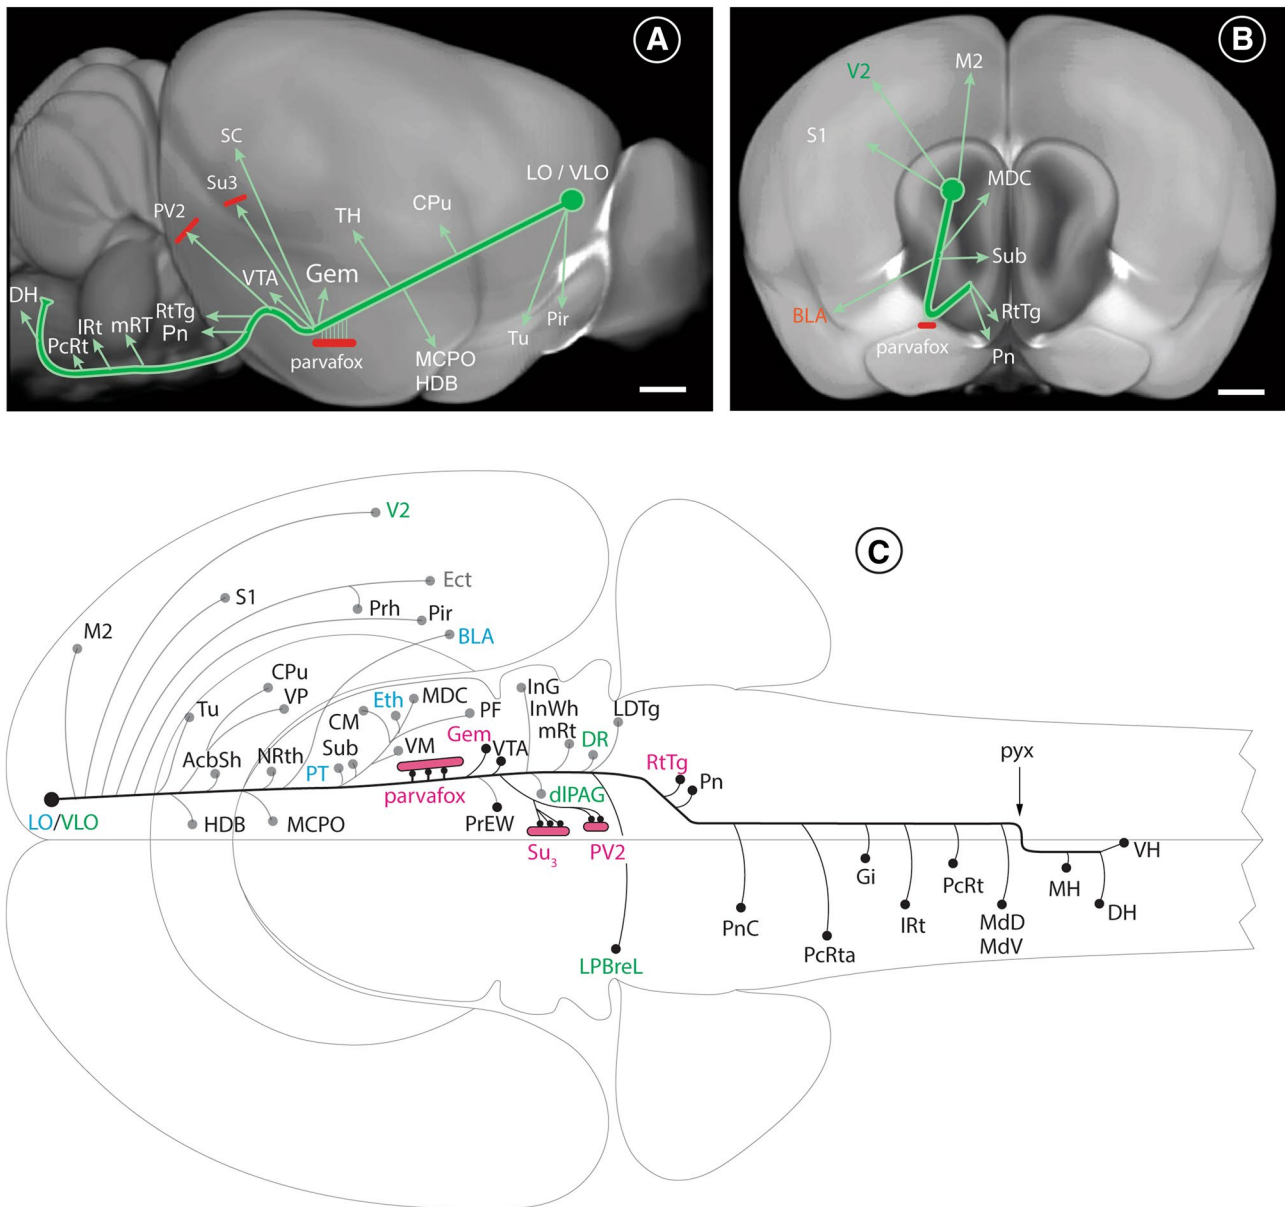 A
SC
Su3
PV2
TH
CPu
LO / VLO
VTA
Gem
DH
IRt
mRT
RtTg
Pn
PcRt
parvafox
MCPO
HDB
Tu
Pir
B
V2
M2
S1
MDC
Sub
BLA
RtTg
parvafox
Pn
C
V2
Ect
S1
Prh
Pir
M2
BLA
CPu
VP
Tu
Eth
MDC
InG
InWh
mRt
LDTg
CM
PF
Gem
VTA
DR
AcbSh
NRth
Sub
VM
PT
RtTg
Pn
pyx
parvafox
dlPAG
LO/VLO
HDB
MCPO
PrEW
Su3
PV2
VH
Gi
PcRt
MH
DH
PnC
IRt
MdD
MdV
PcRta
LPBreL